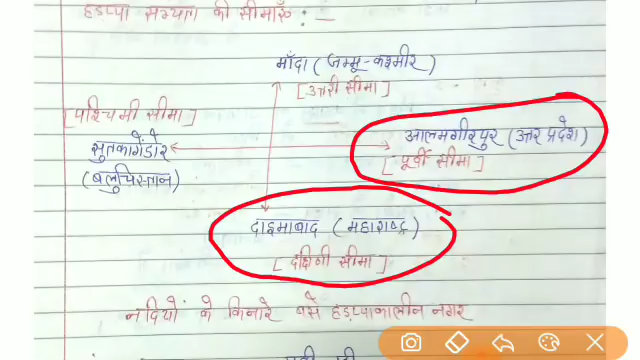 हड़प्पा सभ्यता की सीमाएँ :—
माँदा (जम्मू-कश्मीर)
[उत्तरी सीमा]
[पश्चिमी सीमा]
सुतकागेंडोर
(बलुचिस्तान)
आलमगीरपुर (उत्तर प्रदेश)
[पूर्वी सीमा]
दाइमाबाद (महाराष्ट्र)
[दक्षिणी सीमा]
नदियों के किनारे बसे हड़प्पाकालीन नगर